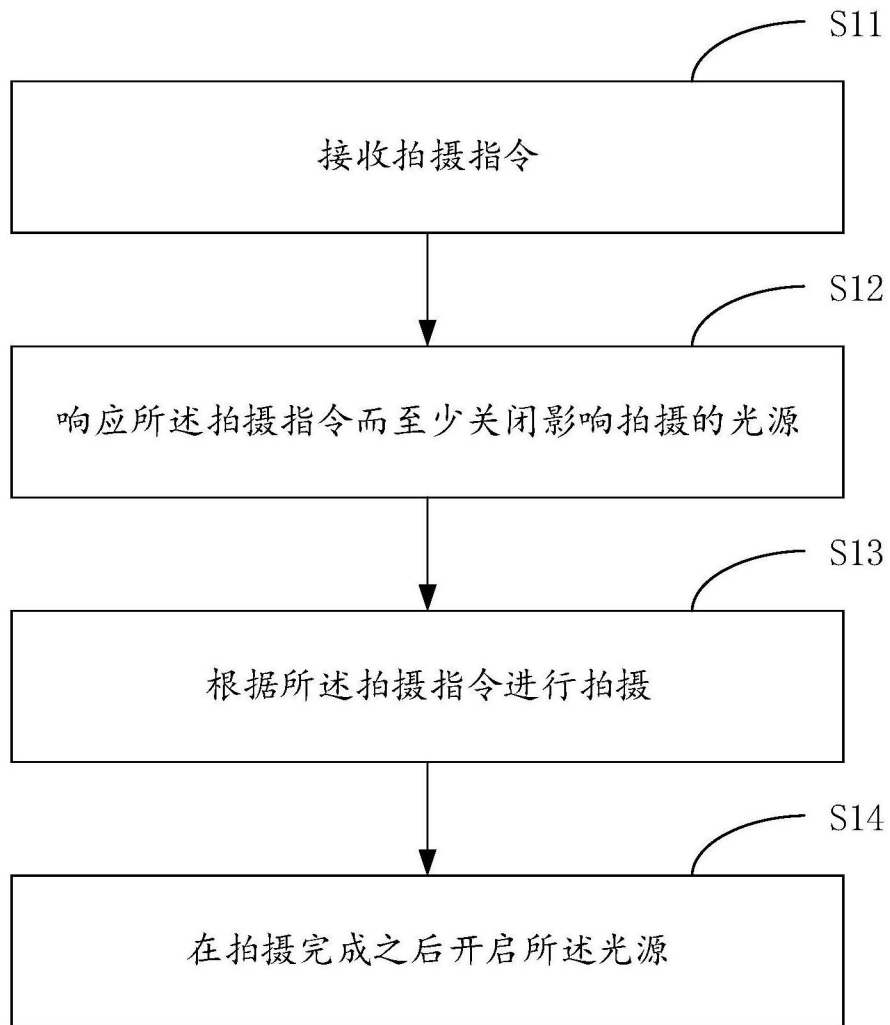 S11
接收拍摄指令
S12
响应所述拍摄指令而至少关闭影响拍摄的光源
S13
根据所述拍摄指令进行拍摄
S14
在拍摄完成之后开启所述光源